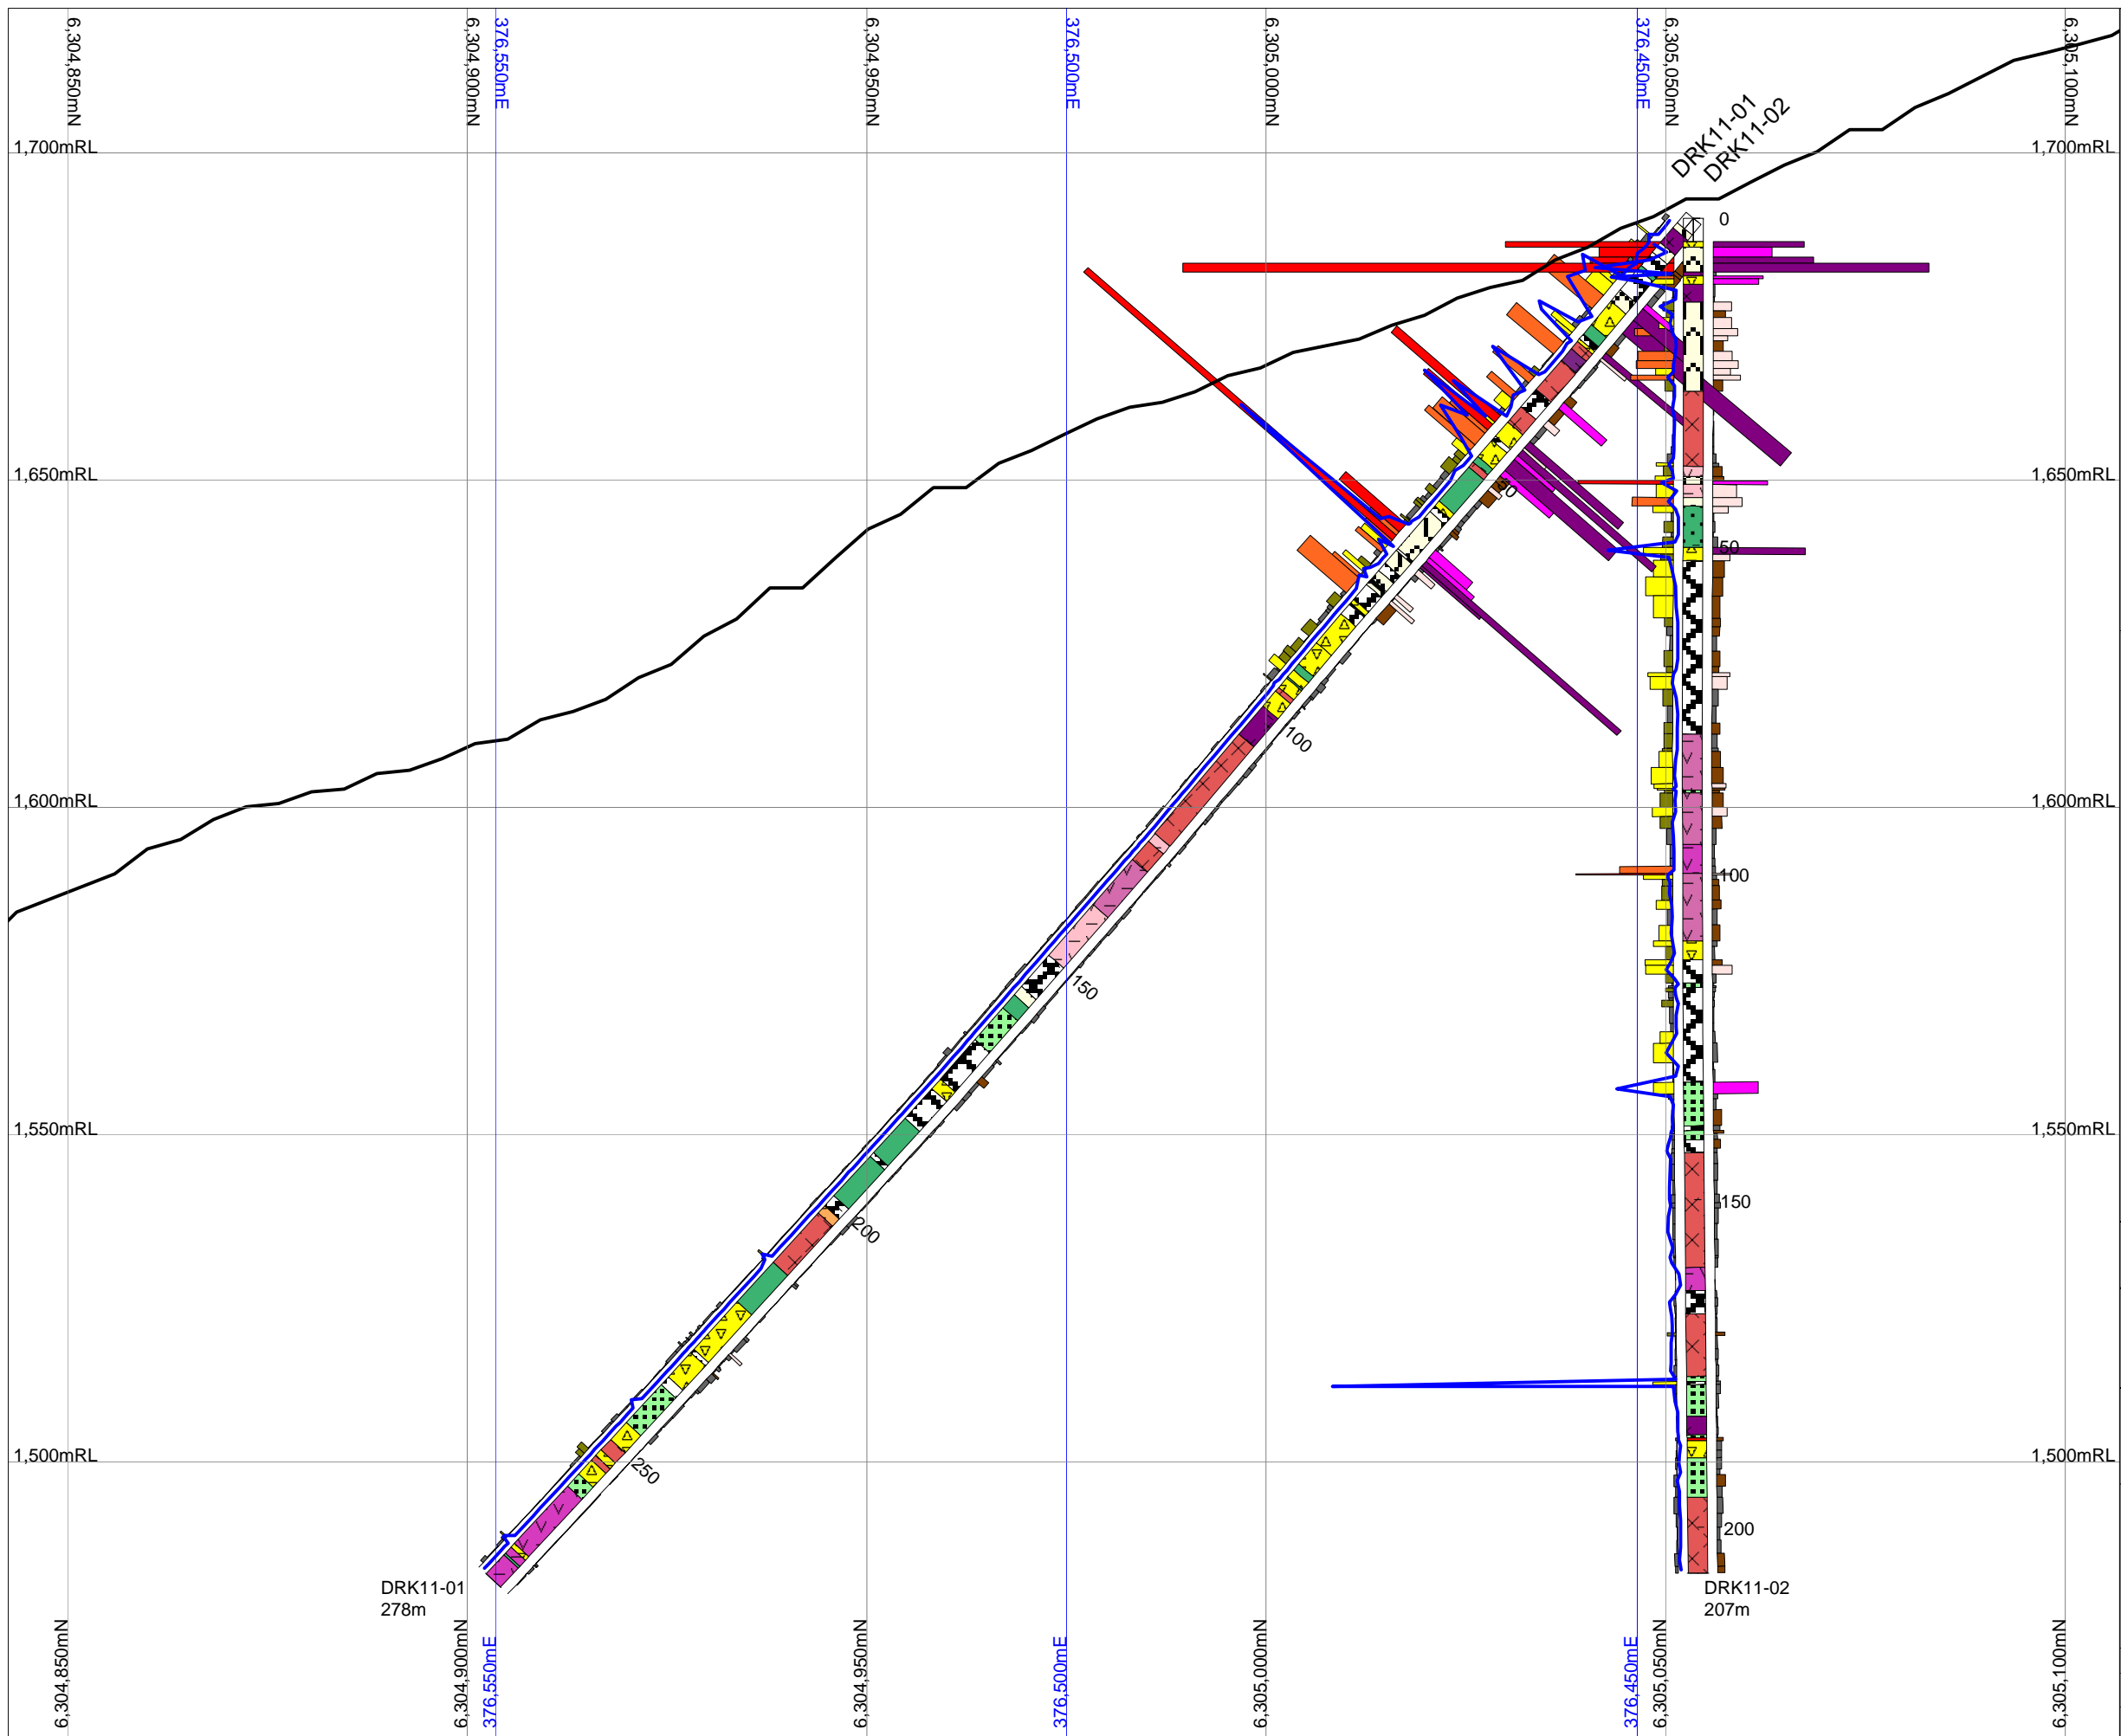 6,304,850mN
6,304,900mN
376,550mE
6,304,950mN
376,500mE
6,305,000mN
376,450mE
6,305,050mN
6,305,100mN
DRK11-01
DRK11-02
1,700mRL
1,700mRL
0
1,650mRL
1,650mRL
50
50
1,600mRL
1,600mRL
100
100
150
1,550mRL
1,550mRL
150
200
1,500mRL
1,500mRL
250
200
DRK11-01
278m
DRK11-02
207m
6,304,850mN
6,304,900mN
376,550mE
6,304,950mN
376,500mE
6,305,000mN
376,450mE
6,305,050mN
6,305,100mN